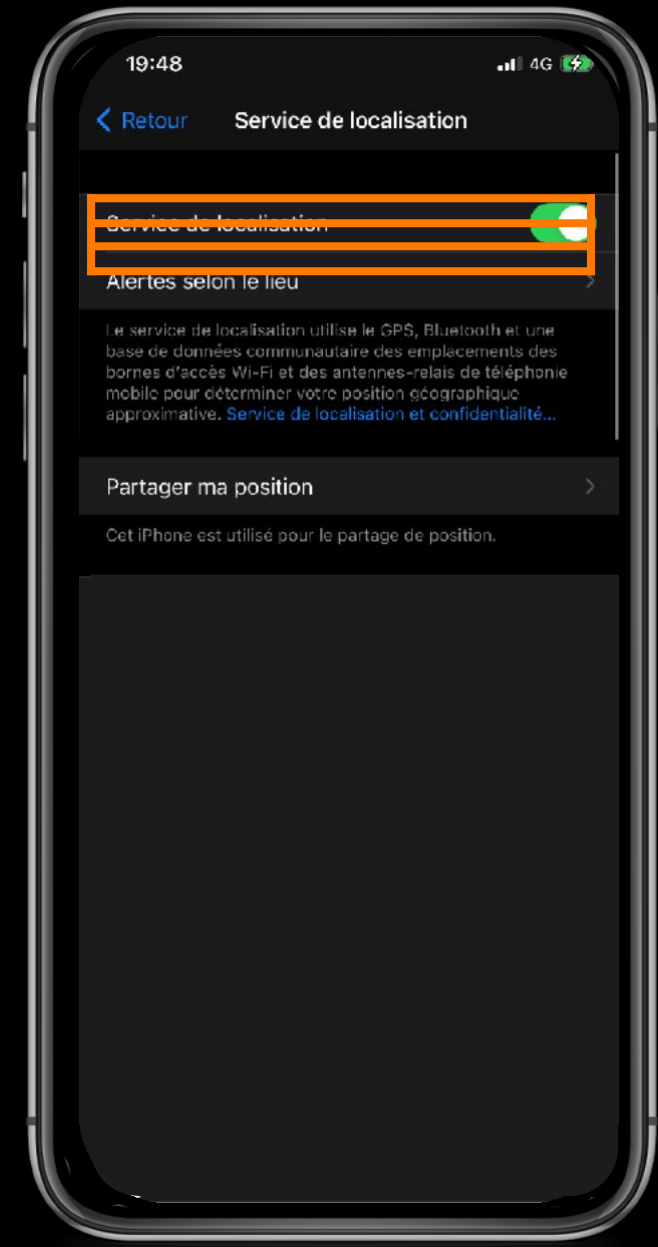 19:48
4G
Retour
Service de localisation
Service de localisation
Alertes selon le lieu
Le service de localisation utilise le GPS, Bluetooth et une
base de données communautaire des emplacements des
bornes d'accès Wi-Fi et des antennes-relais de téléphonie
mobile pour déterminer votre position géographique
approximative. Service de localisation et confidentialité...
Partager ma position
Cet iPhone est utilisé pour le partage de position.